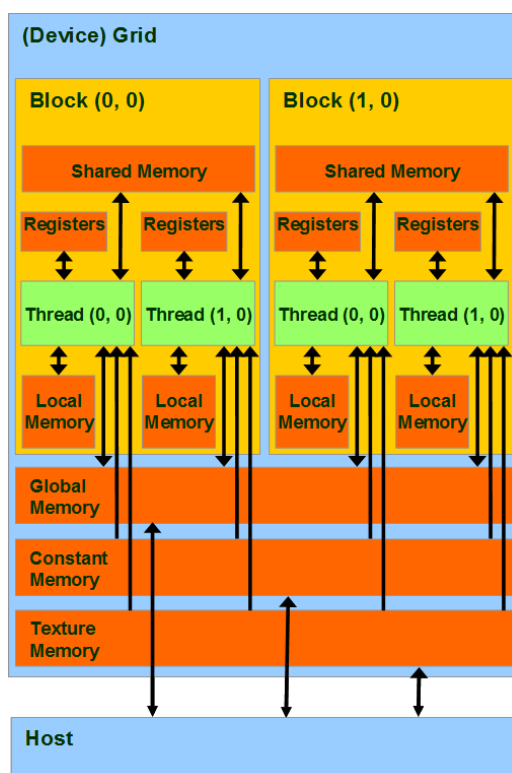 (Device) Grid
Block (0, 0)
Block (1, 0)
Shared Memory
Shared Memory
Registers
Registers
Registers
Registers
Thread (0, 0)
Thread (1, 0)
Thread (0, 0)
Thread (1, 0)
Local
Memory
Local
Memory
Local
Memory
Local
Memory
Global
Memory
Constant
Memory
Texture
Memory
Host